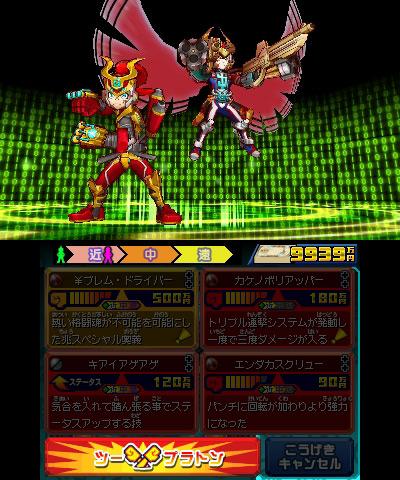 近 中 遠 9939万円
¥プレム・ドライバー
500万円
熱い格闘魂が不可能を可能にし
た兆スペシャル奥義
カケノボリアッパー
180万円
トリプル連撃システムが発動し
一度で三度ダメージが入る
キアイアゲアゲ
ステータス 120万円
気合を入れて踏ん張る事でス
テータスアップする技
エンダカスクリュー
90万円
パンチに回転が加わりより強力
になった
ツープラトン
こうげき
キャンセル